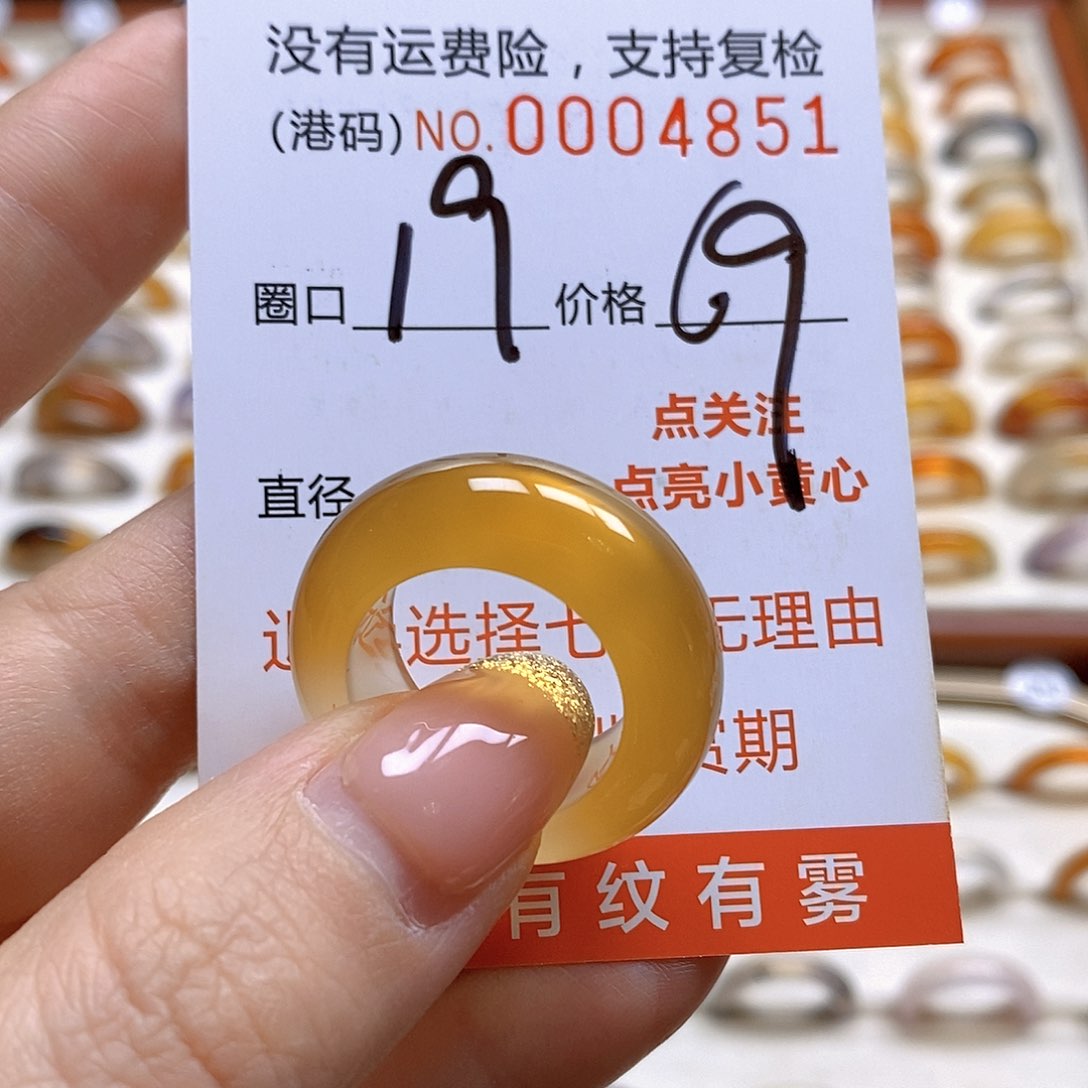 没有运费险，支持复检
(港码) NO. 0004851
圈口 19 价格 69
点关注
直径 点亮小黄心
选择七 无理由
货期
有纹有雾